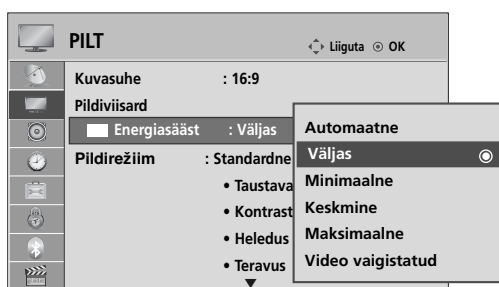 PILT
Liiguta OK
Kuvasuhe : 16:9
Pildiviisard
Energiasääst : Väljas
Pildirežiim : Standardne
• Taustava
• Kontrast
• Heledus
• Teravus
Automaatne
Väljas
Minimaalne
Keskmine
Maksimaalne
Video vaigistatud